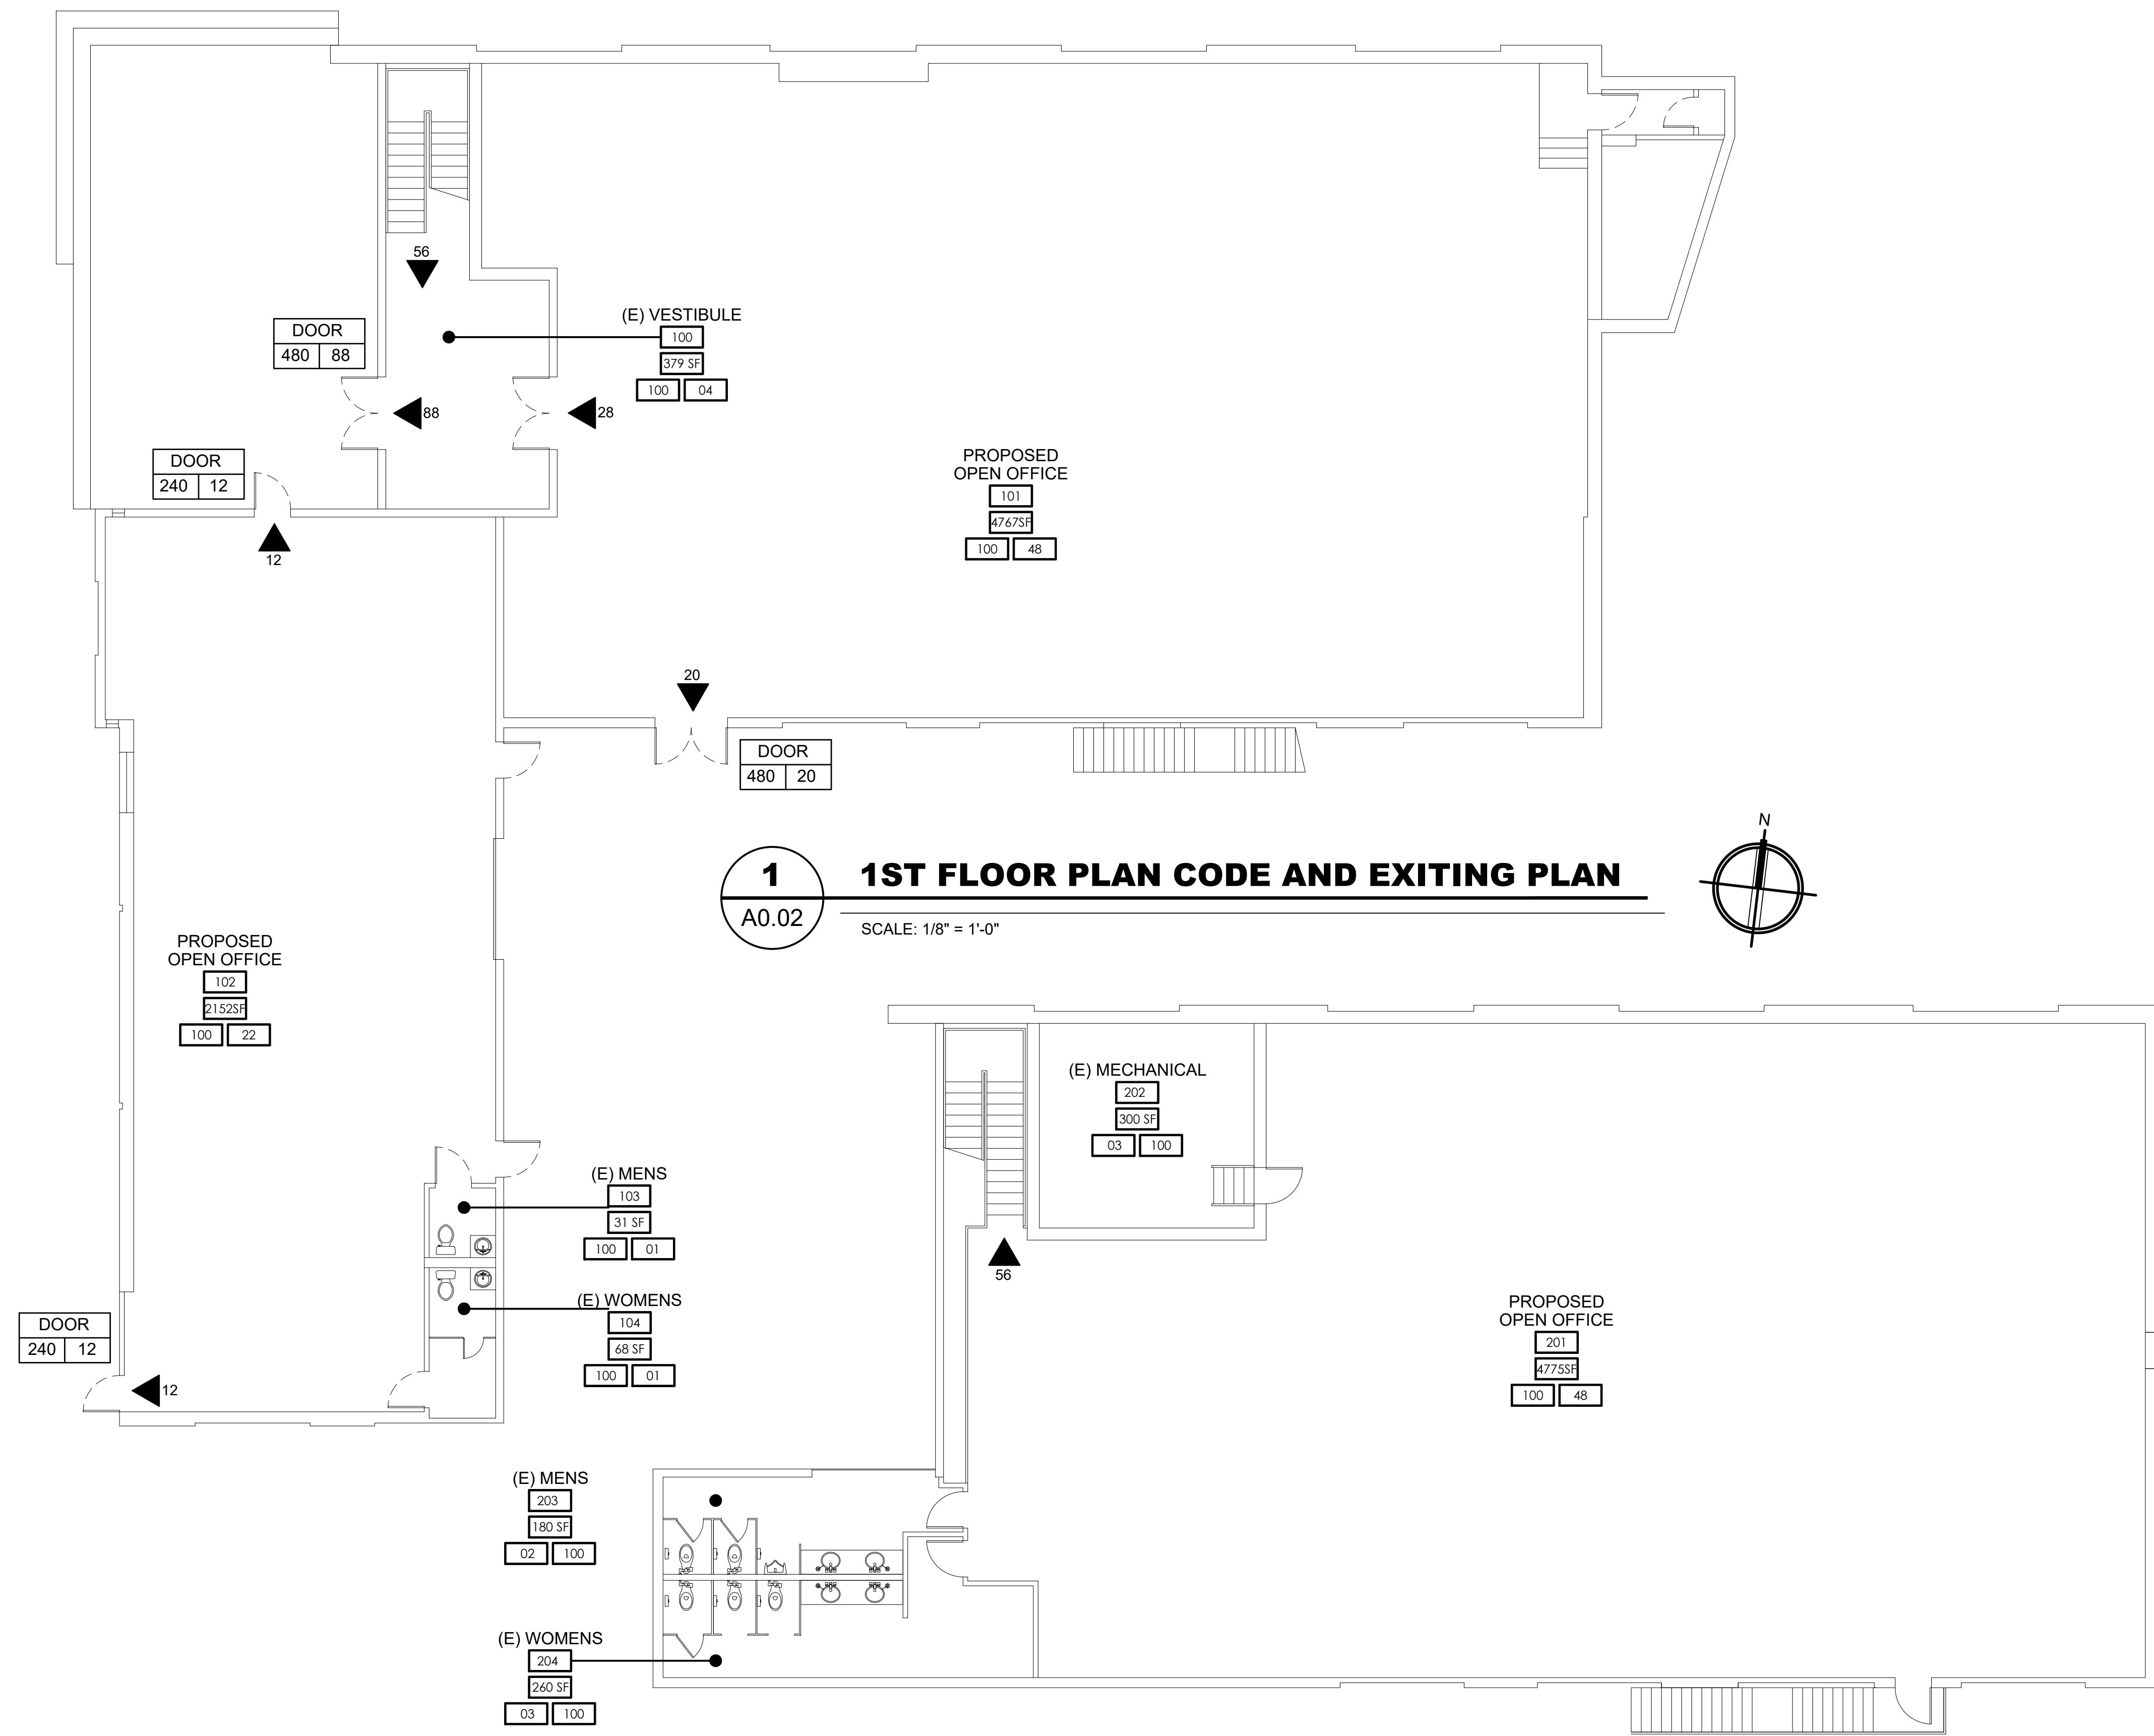 56
(E) VESTIBULE
100
379 SF
100 04
DOOR
480 88
88
28
DOOR
240 12
12
PROPOSED
OPEN OFFICE
101
4767SF
100 48
20
DOOR
480 20
N
1
A0.02
1ST FLOOR PLAN CODE AND EXITING PLAN
SCALE: 1/8" = 1'-0"
PROPOSED
OPEN OFFICE
102
2152SF
100 22
(E) MECHANICAL
202
300 SF
03 100
(E) MENS
103
31 SF
100 01
56
(E) WOMENS
104
68 SF
100 01
PROPOSED
OPEN OFFICE
201
4775SF
100 48
DOOR
240 12
12
(E) MENS
203
180 SF
02 100
(E) WOMENS
204
260 SF
03 100